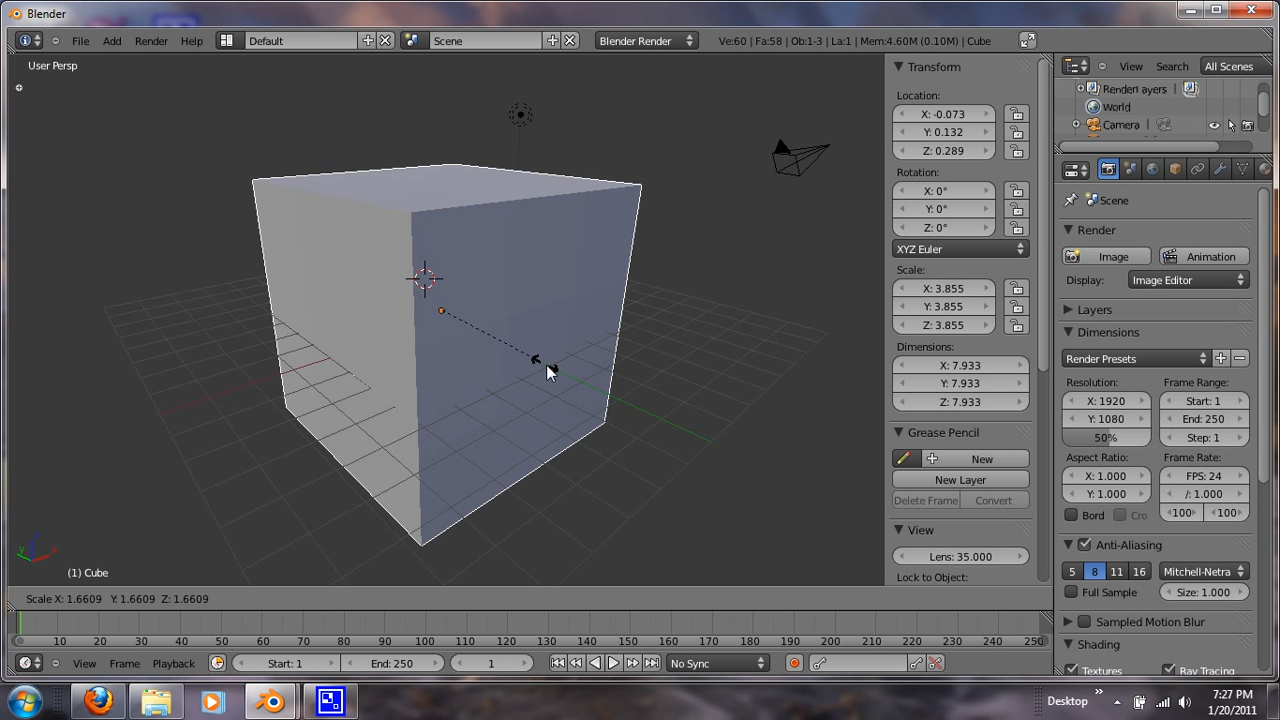 Blender
File Add Render Help Default Scene Blender Render Ve:60 | Fa:58 | Ob:1-3 | La:1 | Mem:4.60M (0.10M) | Cube
View Search All Scenes
User Persp
RenderLayers
World
Camera
Transform
Location:
X: -0.073
Y: 0.132
Z: 0.289
Rotation:
X: 0°
Y: 0°
Z: 0°
XYZ Euler
Scale:
X: 3.855
Y: 3.855
Z: 3.855
Dimensions:
X: 7.933
Y: 7.933
Z: 7.933
Grease Pencil
New
New Layer
Delete Frame Convert
View
Lens: 35.000
Lock to Object:
Scene
Render
Image Animation
Display: Image Editor
Layers
Dimensions
Render Presets
Resolution: Frame Range:
X: 1920 Start: 1
Y: 1080 End: 250
50% Step: 1
Aspect Ratio: Frame Rate:
X: 1.000 FPS: 24
Y: 1.000 /: 1.000
Bord Cro 100 100
Anti-Aliasing
5 8 11 16 Mitchell-Netra
Full Sample Size: 1.000
Sampled Motion Blur
Shading
Textures Ray Tracing
(1) Cube
Scale X: 1.6609 Y: 1.6609 Z: 1.6609
10 20 30 40 50 60 70 80 90 100 110 120 130 140 150 160 170 180 190 200 210 220 230 240 250
View Frame Playback Start: 1 End: 250 1 No Sync
Desktop »
7:27 PM
1/20/2011